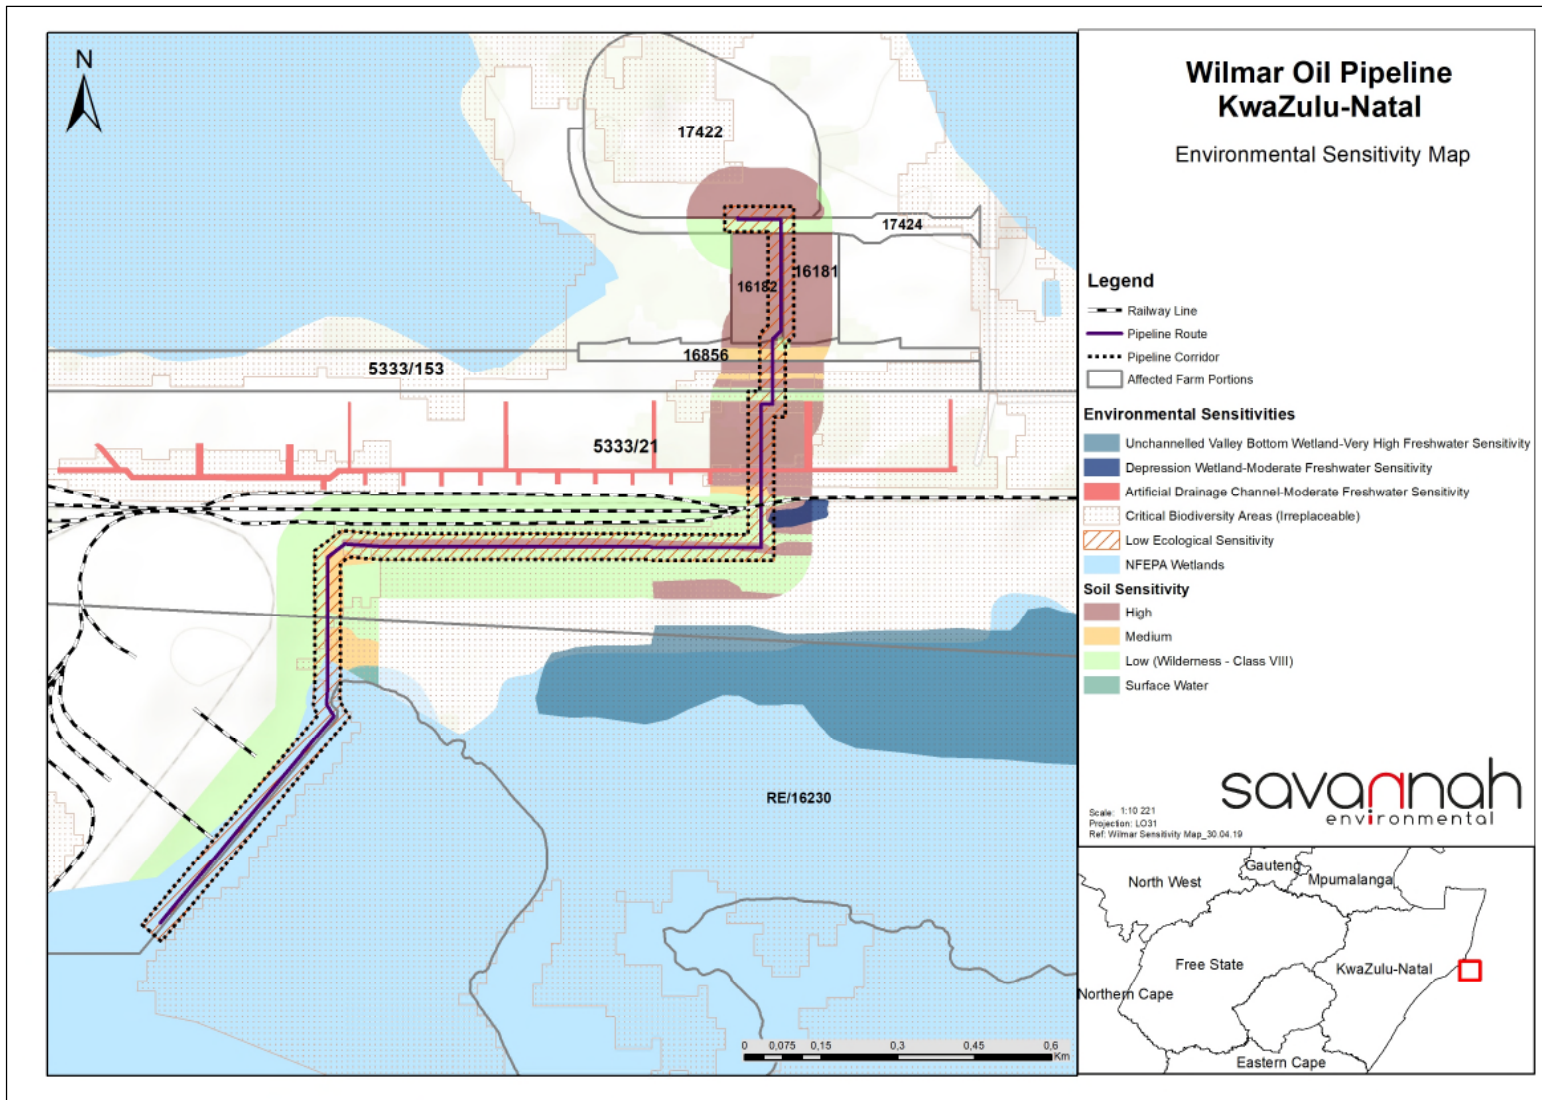 N
17422
17424
16181
16182
16856
5333/153
5333/21
RE/16230
0 0,075 0,15 0,3 0,45 0,6
Km
Wilmar Oil Pipeline
KwaZulu-Natal
Environmental Sensitivity Map
Legend
Railway Line
Pipeline Route
Pipeline Corridor
Affected Farm Portions
Environmental Sensitivities
Unchannelled Valley Bottom Wetland-Very High Freshwater Sensitivity
Depression Wetland-Moderate Freshwater Sensitivity
Artificial Drainage Channel-Moderate Freshwater Sensitivity
Critical Biodiversity Areas (Irreplaceable)
Low Ecological Sensitivity
NFEPA Wetlands
Soil Sensitivity
High
Medium
Low (Wilderness - Class VIII)
Surface Water
savannah
environmental
Scale: 1:10 221
Projection: LO31
Ref: Wilmar Sensitivity Map_30.04.19
Gauteng
North West
Mpumalanga
Free State
KwaZulu-Natal
Northern Cape
Eastern Cape